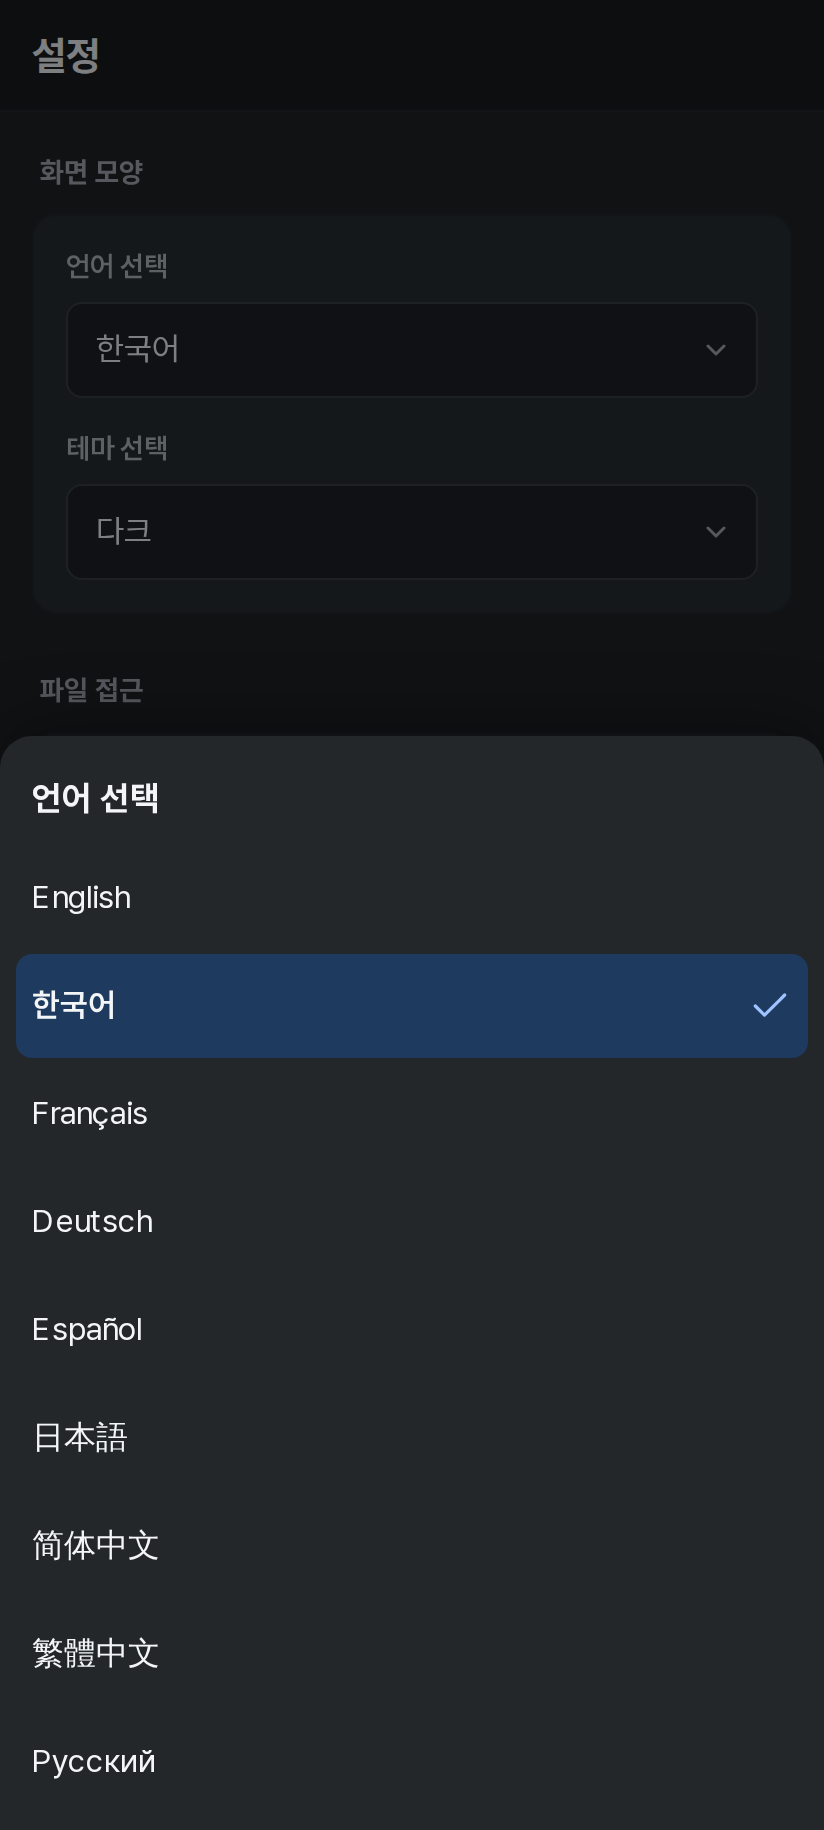 설정
화면 모양
언어 선택
한국어
테마 선택
다크
파일 접근
언어 선택
English
한국어
Français
Deutsch
Español
日本語
简体中文
繁體中文
Русский